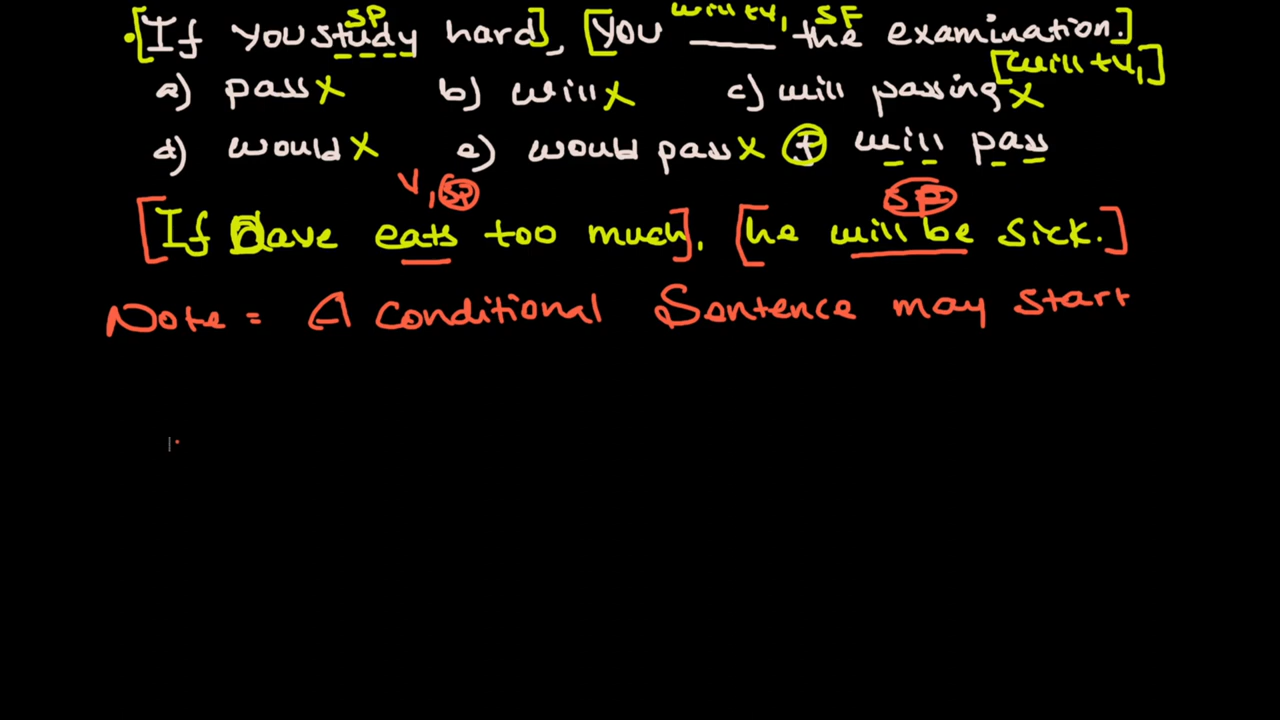 SP will+v1 SF
.[If you study hard], [you ____ the examination.]
[will+v1]
a) pass X b) will X c) will passing X
d) would X e) would pass X f will pass
V1 SP SF
[If Dave eats too much], [he will be sick.]
Note = A conditional Sentence may start